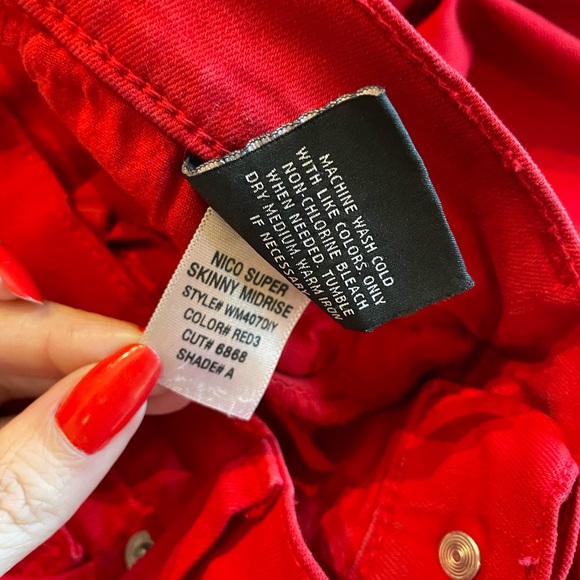 MACHINE WASH COLD
WITH LIKE COLORS, ONLY
NON-CHLORINE BLEACH
WHEN NEEDED, TUMBLE
DRY MEDIUM, WARM IRON
IF NECESSARY
NICO SUPER
SKINNY MIDRISE
STYLE# WM407DIY
COLOR# RED3
CUT# 6868
SHADE# A